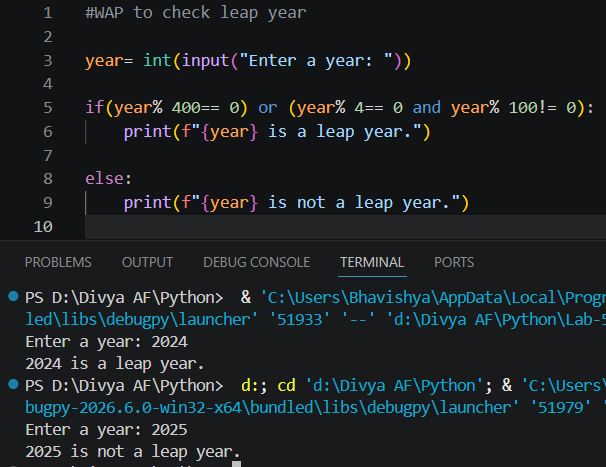 1 #WAP to check leap year
2
3 year= int(input("Enter a year: "))
4
5 if(year% 400== 0) or (year% 4== 0 and year% 100!= 0):
6 print(f"{year} is a leap year.")
7
8 else:
9 print(f"{year} is not a leap year.")
10
PROBLEMS OUTPUT DEBUG CONSOLE TERMINAL PORTS
PS D:\Divya AF\Python> & 'C:\Users\Bhavishya\AppData\Local\Progr
led\libs\debugpy\launcher' '51933' '--' 'd:\Divya AF\Python\Lab-5
Enter a year: 2024
2024 is a leap year.
PS D:\Divya AF\Python> d:; cd 'd:\Divya AF\Python'; & 'C:\Users\
bugpy-2026.6.0-win32-x64\bundled\libs\debugpy\launcher' '51979' '
Enter a year: 2025
2025 is not a leap year.